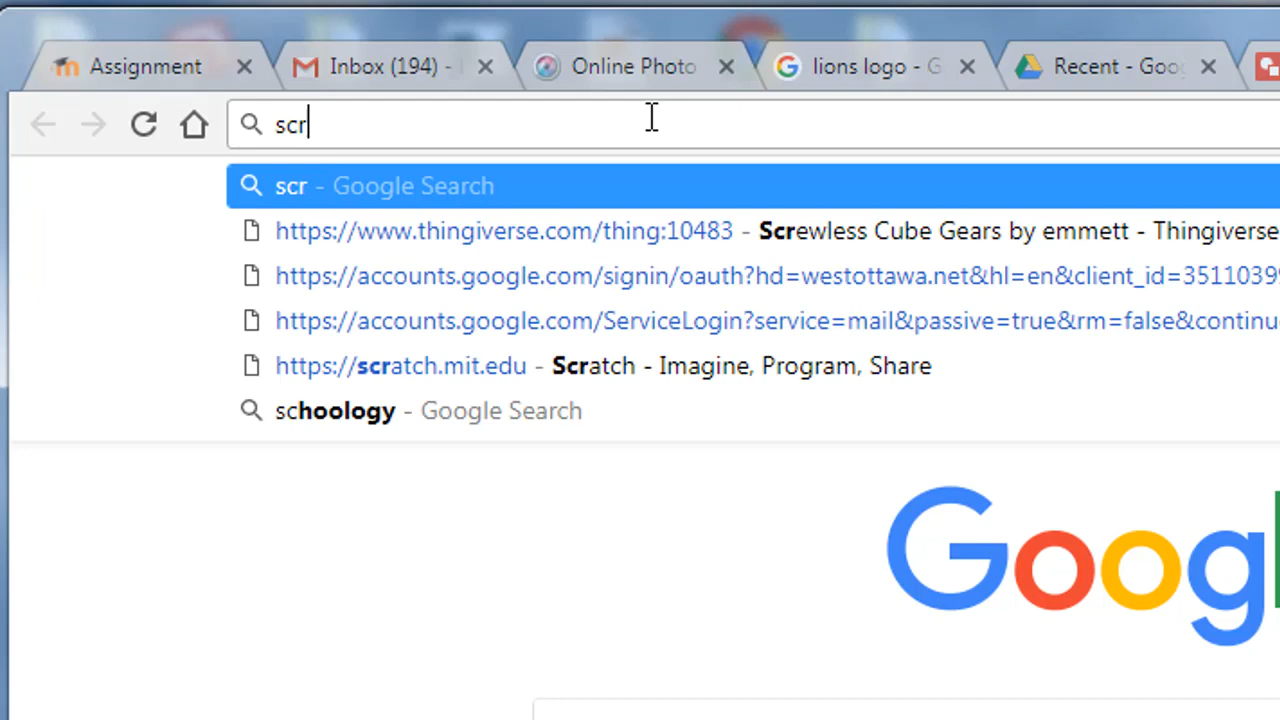 Assignment
Inbox (194) -
Online Photo
lions logo - G
Recent - Goo
scr
scr - Google Search
https://www.thingiverse.com/thing:10483 - Screwless Cube Gears by emmett - Thingiverse
https://accounts.google.com/signin/oauth?hd=westottawa.net&hl=en&client_id=35110399
https://accounts.google.com/ServiceLogin?service=mail&passive=true&rm=false&continu
https://scratch.mit.edu - Scratch - Imagine, Program, Share
schoology - Google Search
Goog